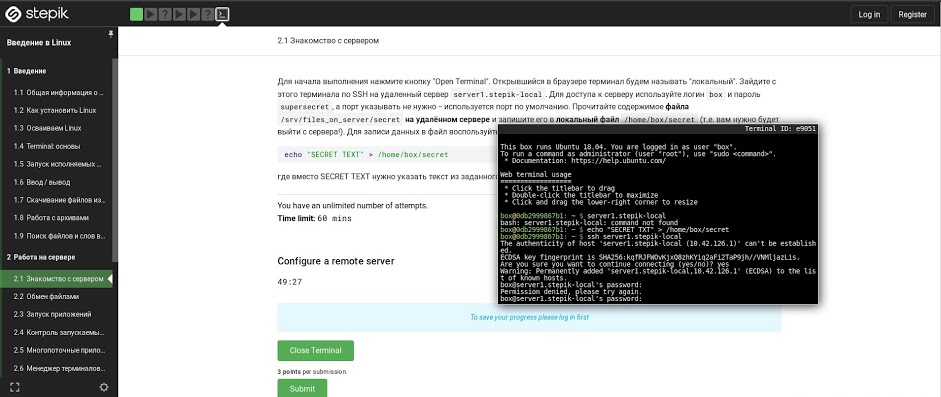 stepik
Log in
Register
Введение в Linux
2.1 Знакомство с сервером
1 Введение
1.1 Общая информация о ...
1.2 Как установить Linux
1.3 Осваиваем Linux
1.4 Terminal: основы
1.5 Запуск исполняемых ...
1.6 Ввод / вывод
1.7 Скачивание файлов из...
1.8 Работа с архивами
1.9 Поиск файлов и слов в...
2 Работа на сервере
2.1 Знакомство с сервером
2.2 Обмен файлами
2.3 Запуск приложений
2.4 Контроль запускаемы...
2.5 Многопоточные прило...
2.6 Менеджер терминалов...
Для начала выполнения нажмите кнопку "Open Terminal". Открывшийся в браузере терминал будем называть "локальный". Зайдите с
этого терминала по SSH на удаленный сервер server1.stepik-local . Для доступа к серверу используйте логин box и пароль
supersecret , а порт указывать не нужно – используется порт по умолчанию. Прочитайте содержимое файла
/srv/files_on_server/secret на удалённом сервере и запишите его в локальный файл /home/box/secret (т.е. вам нужно будет
выйти с сервера!). Для записи данных в файл воспользуйте
echo "SECRET TEXT" > /home/box/secret
где вместо SECRET TEXT нужно указать текст из заданного
You have an unlimited number of attempts.
Time limit: 60 mins
Configure a remote server
49:27
To save your progress please log in first
Close Terminal
3 points per submission.
Submit
Terminal ID: e9051
This box runs Ubuntu 18.04. You are logged in as user "box".
To run a command as administrator (user "root"), use "sudo <command>".
* Documentation: https://help.ubuntu.com/
Web terminal usage
==================
* Click the titlebar to drag
* Double-click the titlebar to maximize
* Click and drag the lower-right corner to resize
box@0db2999867b1: ~ $ server1.stepik-local
bash: server1.stepik-local: command not found
box@0db2999867b1: ~ $ echo "SECRET TXT" > /home/box/secret
box@0db2999867b1: ~ $ ssh server1.stepik-local
The authenticity of host 'server1.stepik-local (10.42.126.1)' can't be establish
ed.
ECDSA key fingerprint is SHA256:kqfRJFWOvKjxQ8zhKYiq2aFi2TaP9jh//VNMljazLis.
Are you sure you want to continue connecting (yes/no)? yes
Warning: Permanently added 'server1.stepik-local,10.42.126.1' (ECDSA) to the lis
t of known hosts.
box@server1.stepik-local's password:
Permission denied, please try again.
box@server1.stepik-local's password: